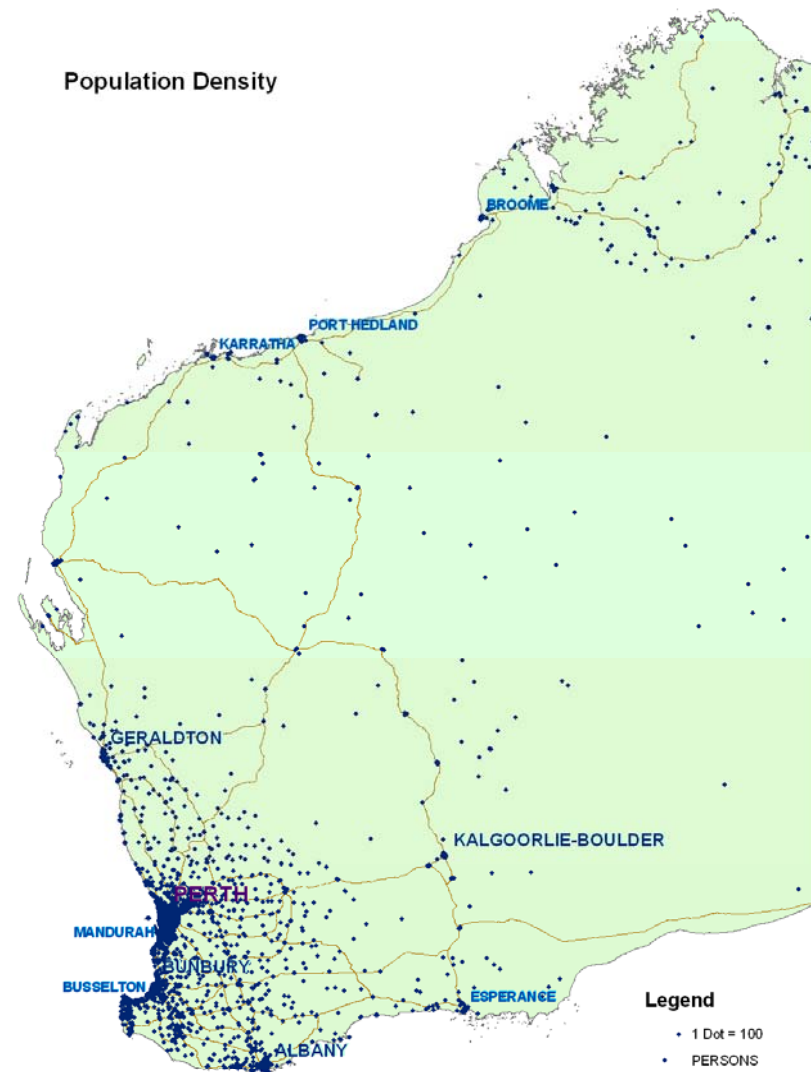 Population Density
BROOME
PORT HEDLAND
KARRATHA
GERALDTON
KALGOORLIE-BOULDER
PERTH
MANDURAH
BUNBURY
BUSSELTON
ESPERANCE
Legend
1 Dot = 100
ALBANY
PERSONS